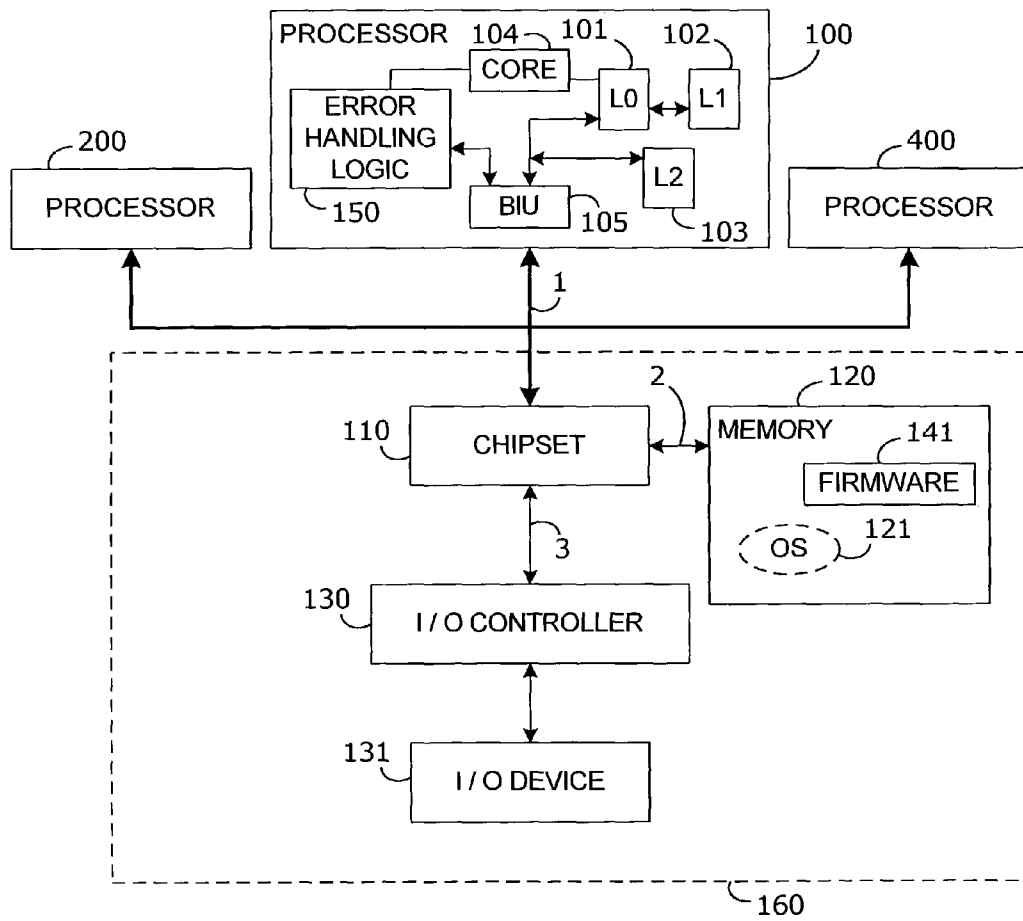 PROCESSOR
104
101
102
100
CORE
L0
L1
ERROR
HANDLING
LOGIC
L2
BIU
150
105
103
200
PROCESSOR
400
PROCESSOR
1
2
120
110
CHIPSET
MEMORY
141
FIRMWARE
OS
121
3
130
I / O CONTROLLER
131
I / O DEVICE
160